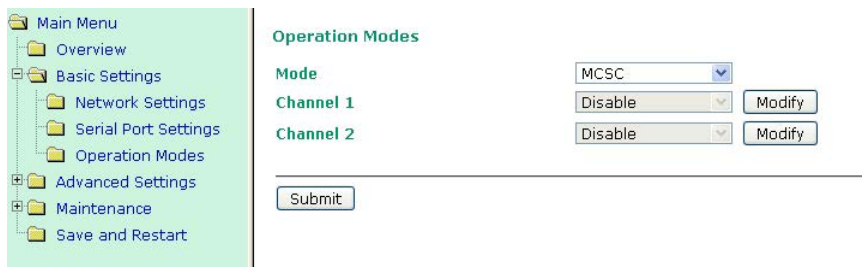 Main Menu
Overview
Basic Settings
Network Settings
Serial Port Settings
Operation Modes
Advanced Settings
Maintenance
Save and Restart
Operation Modes
Mode MCSC
Channel 1 Disable Modify
Channel 2 Disable Modify
Submit